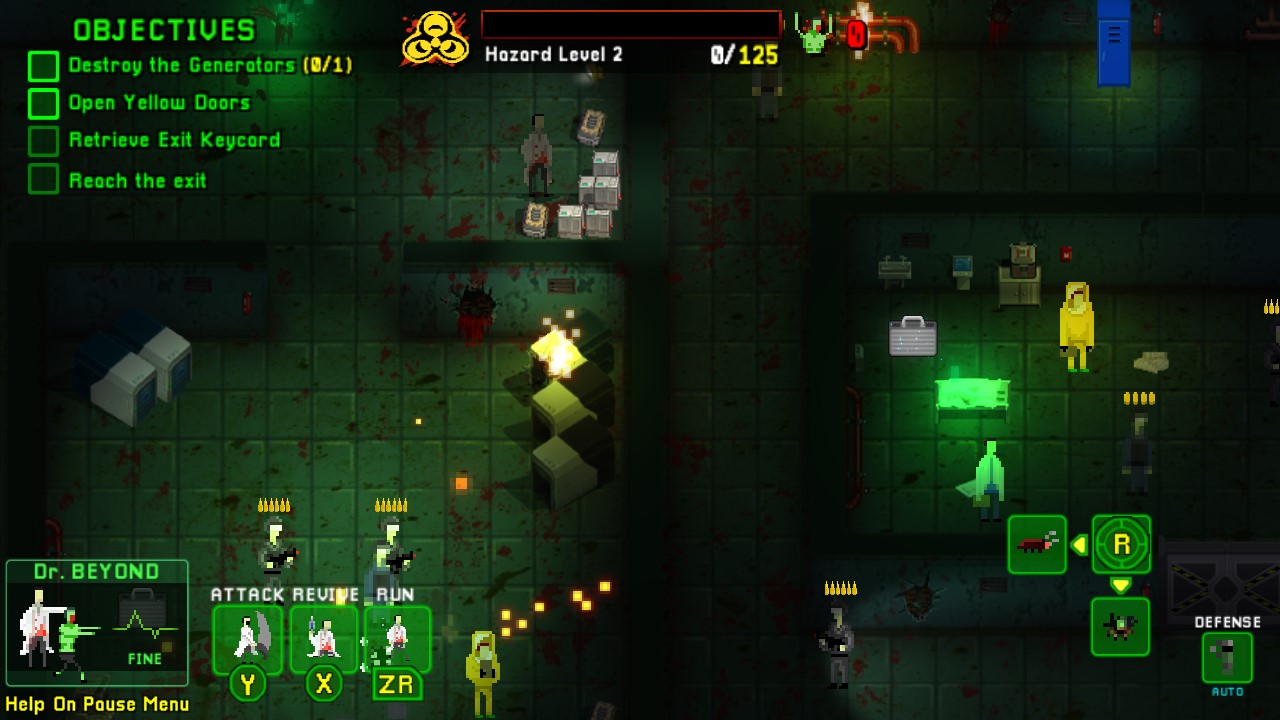 OBJECTIVES
Destroy the Generators (0/1)
Open Yellow Doors
Retrieve Exit Keycard
Reach the exit
Hazard Level 2
0/125
0
R
Dr. BEYOND
FINE
ATTACK REVIVE RUN
Y X ZR
DEFENSE
AUTO
Help On Pause Menu